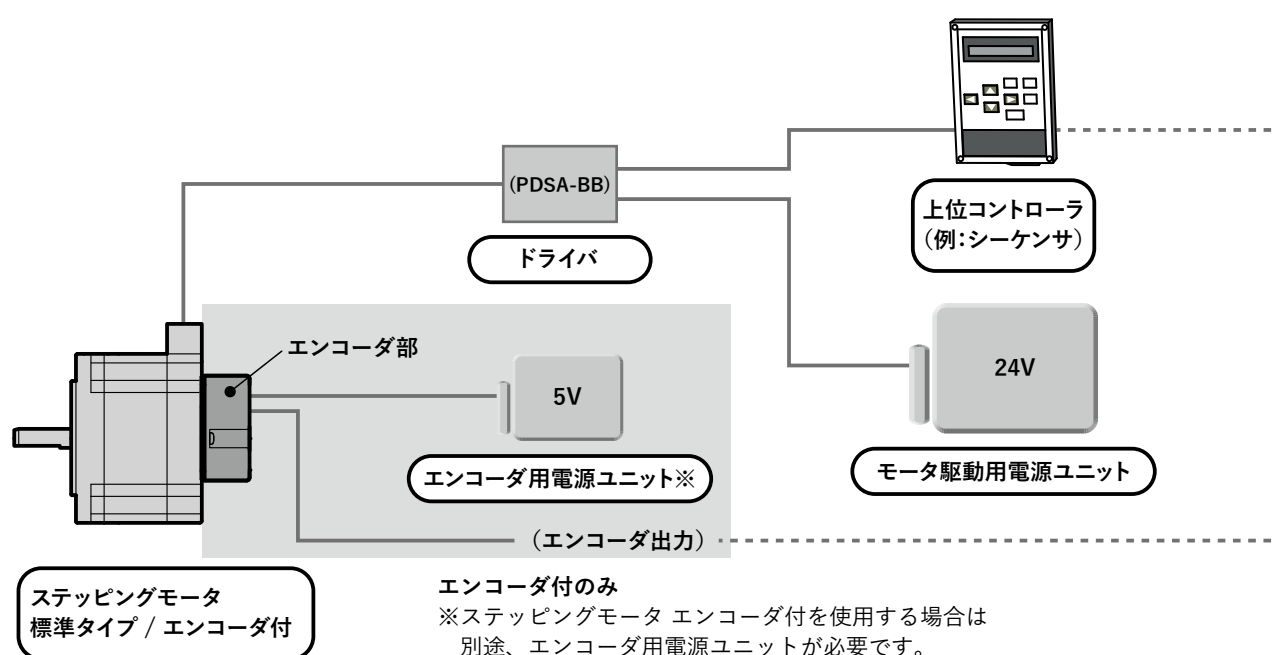 (PDSA-BB)
ドライバ
上位コントローラ
(例：シーケンサ)
エンコーダ部
5V
24V
エンコーダ用電源ユニット※
モータ駆動用電源ユニット
(エンコーダ出力)
ステッピングモータ
標準タイプ / エンコーダ付
エンコーダ付のみ
※ステッピングモータ エンコーダ付を使用する場合は
別途、エンコーダ用電源ユニットが必要です。